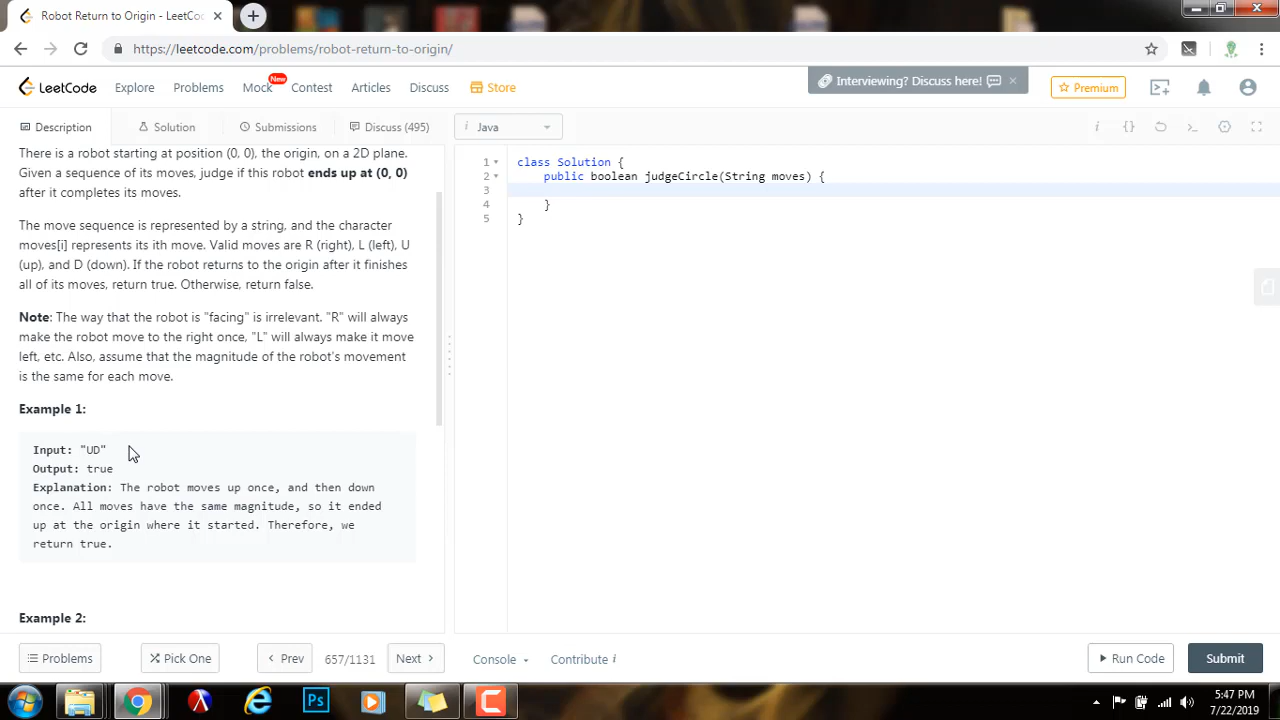 Robot Return to Origin - LeetCo
https://leetcode.com/problems/robot-return-to-origin/
LeetCode Explore Problems Mock New Contest Articles Discuss Store Interviewing? Discuss here! Premium
Description Solution Submissions Discuss (495) i Java
There is a robot starting at position (0, 0), the origin, on a 2D plane.
Given a sequence of its moves, judge if this robot ends up at (0, 0)
after it completes its moves.
The move sequence is represented by a string, and the character
moves[i] represents its ith move. Valid moves are R (right), L (left), U
(up), and D (down). If the robot returns to the origin after it finishes
all of its moves, return true. Otherwise, return false.
Note: The way that the robot is "facing" is irrelevant. "R" will always
make the robot move to the right once, "L" will always make it move
left, etc. Also, assume that the magnitude of the robot's movement
is the same for each move.
Example 1:
Input: "UD"
Output: true
Explanation: The robot moves up once, and then down
once. All moves have the same magnitude, so it ended
up at the origin where it started. Therefore, we
return true.
Example 2:
1 class Solution {
2 public boolean judgeCircle(String moves) {
3
4 }
5 }
Problems Pick One Prev 657/1131 Next Console Contribute i Run Code Submit
Ps
5:47 PM
7/22/2019